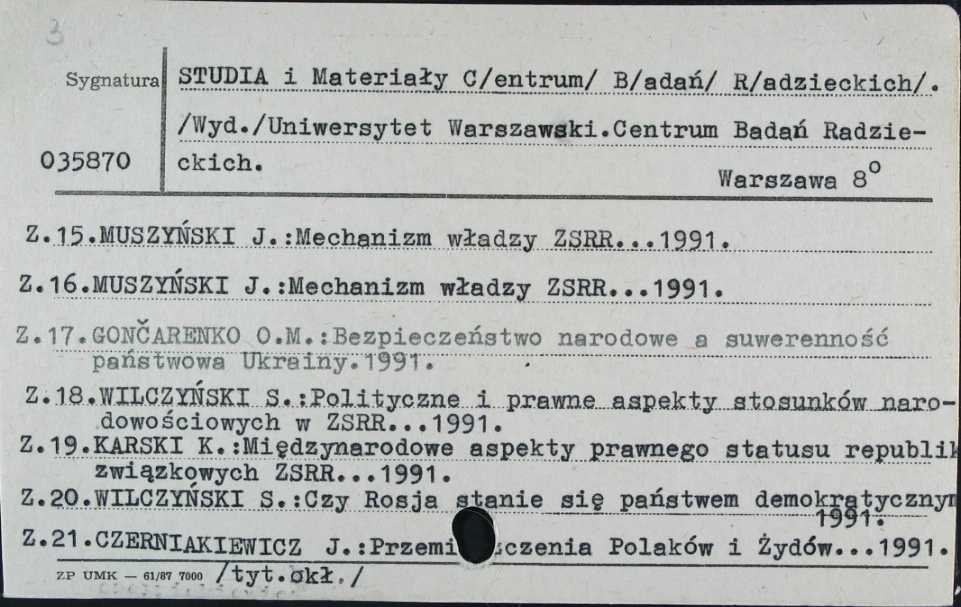 3
Sygnatura STUDIA i Materiały C/entrum/ B/adań/ R/adzieckich/.
/Wyd./Uniwersytet Warszawski.Centrum Badań Radzie-
035870 ckich.
Warszawa 8°
Z.15.MUSZYŃSKI J.:Mechanizm władzy ZSRR...1991.
Z.16.MUSZYŃSKI J.:Mechanizm władzy ZSRR...1991.
Z.17.GONČARENKO O.M.:Bezpieczeństwo narodowe a suwerenność
państwowa Ukrainy.1991.
Z.18.WILCZYŃSKI S.:Polityczne i prawne aspekty stosunków naro-
dowościowych w ZSRR...1991.
Z.19.KARSKI K.:Międzynarodowe aspekty prawnego statusu republik
związkowych ZSRR...1991.
Z.20.WILCZYŃSKI S.:Czy Rosja stanie się państwem demokratycznym
1991.
Z.21.CZERNIAKIEWICZ J.: Polaków i Żydów...1991.
ZP UMK — 61/87 7000 /tyt.okł./